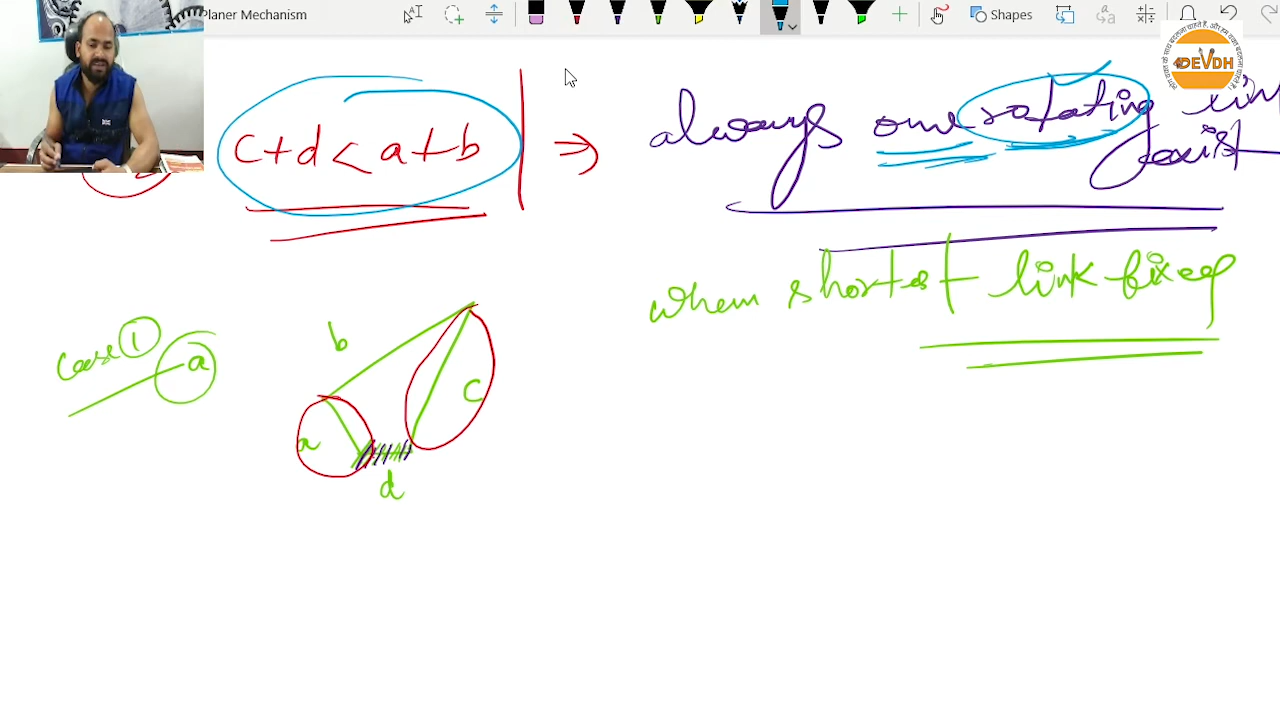 Planer Mechanism
Shapes
DEVDH
c+d < a+b
⇒
always one rotating link
exist
when shortest link fixed
case ①
a
b
c
a
d